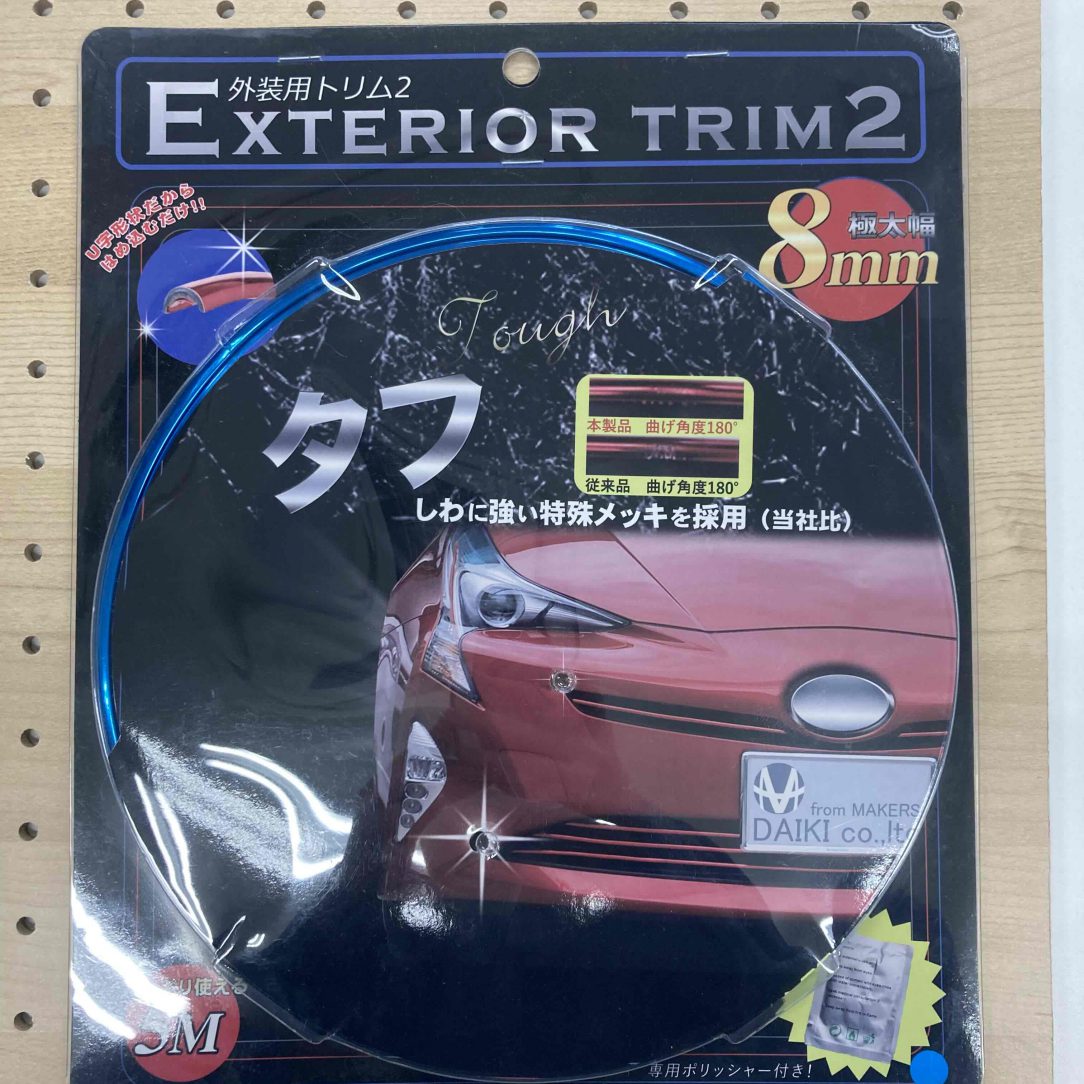 外装用トリム2
EXTERIOR TRIM2
U字形状だから
はめ込むだけ!!
8mm
極太幅
Tough
タフ
本製品 曲げ角度180°
従来品 曲げ角度180°
しわに強い特殊メッキを採用（当社比）
from MAKERS
DAIKI co.,lt
り使える
5M
専用ポリッシャー付き!